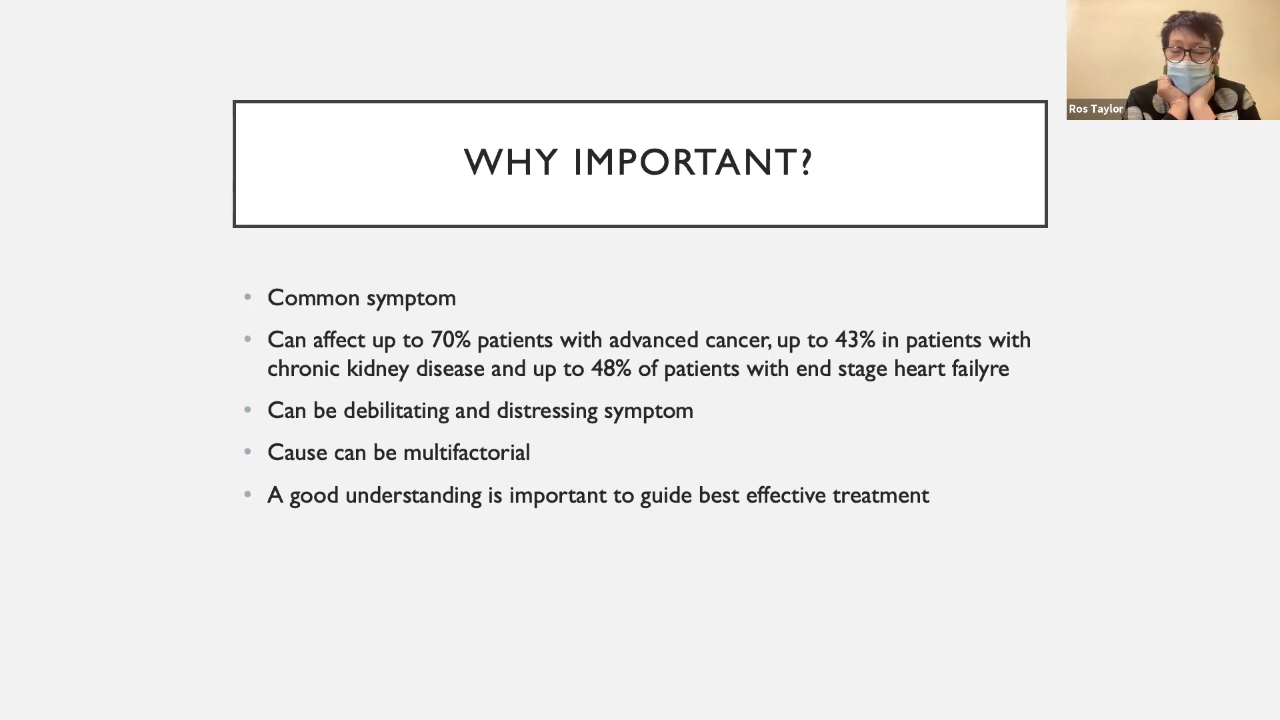 WHY IMPORTANT?
• Common symptom
• Can affect up to 70% patients with advanced cancer, up to 43% in patients with
chronic kidney disease and up to 48% of patients with end stage heart failyre
• Can be debilitating and distressing symptom
• Cause can be multifactorial
• A good understanding is important to guide best effective treatment
Ros Taylor